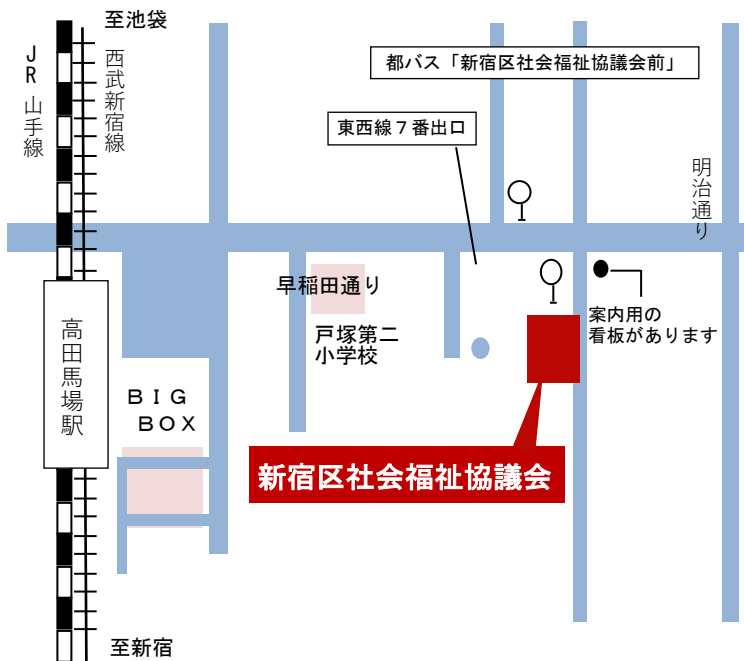 至池袋
JR 山手線
西武新宿線
都バス「新宿区社会福祉協議会前」
東西線７番出口
明治通り
早稲田通り
案内用の
看板があります
戸塚第二
小学校
高田馬場駅
ＢＩＧ
ＢＯＸ
新宿区社会福祉協議会
至新宿